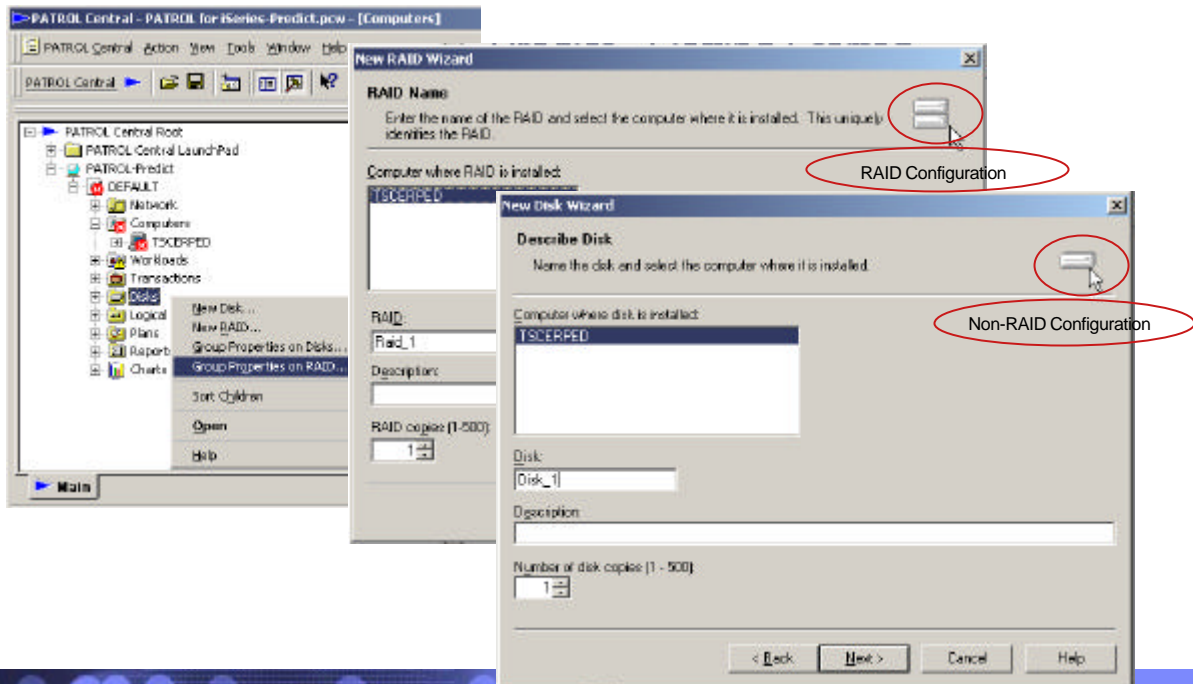 PATROL Central - PATROL for iSeries-Predict.pcw - [Computers]
PATROL Central Action View Tools Window Help
PATROL Central
PATROL Central Root
PATROL Central LaunchPad
PATROL-Predict
DEFAULT
Network
Computers
TSCERPED
Workloads
Transactions
Disks
Logical
Plans
Reports
Charts
New Disk...
New RAID...
Group Properties on Disks...
Group Properties on RAID...
Sort Children
Open
Help
Main
New RAID Wizard
RAID Name
Enter the name of the RAID and select the computer where it is installed. This uniquely
identifies the RAID.
Computer where RAID is installed:
TSCERPED
RAID:
Raid_1
Description:
RAID copies (1-500):
1
RAID Configuration
New Disk Wizard
Describe Disk
Name the disk and select the computer where it is installed.
Computer where disk is installed:
TSCERPED
Disk:
Disk_1
Description:
Number of disk copies (1 - 500):
1
< Back
Next >
Cancel
Help
Non-RAID Configuration